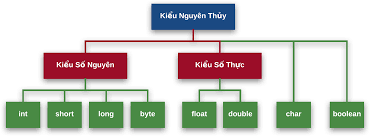 Kiểu Nguyên Thủy
Kiểu Số Nguyên
Kiểu Số Thực
int
short
long
byte
float
double
char
boolean